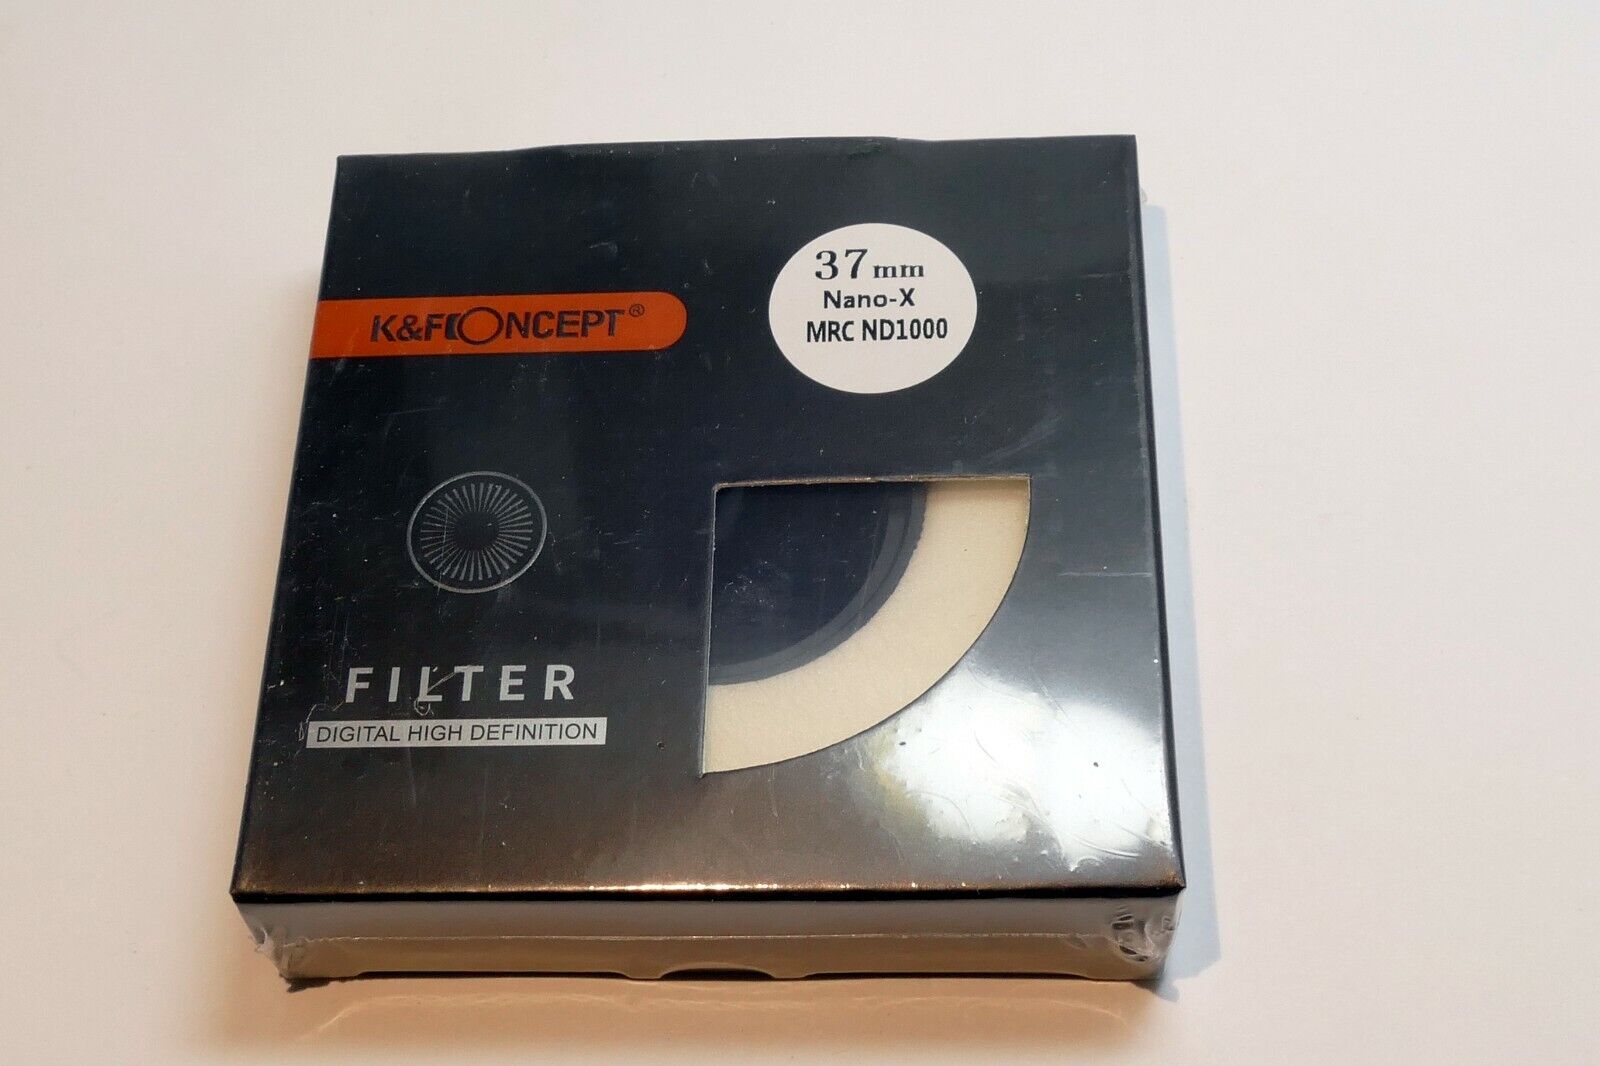 37mm
Nano-X
MRC ND1000
K&F CONCEPT®
FILTER
DIGITAL HIGH DEFINITION